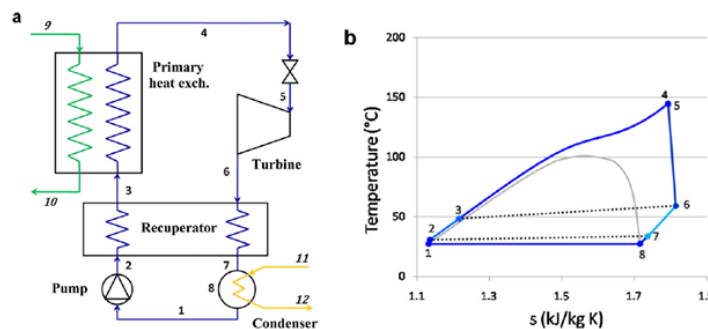 a
9
4
Primary
heat exch.
5
Turbine
10
6
3
Recuperator
2
7
11
Pump
8
12
1
Condenser
b
Temperature (°C)
200
150
100
50
0
4
5
3
6
2
7
1
8
1.1
1.3
1.5
1.7
s (kJ/kg K)